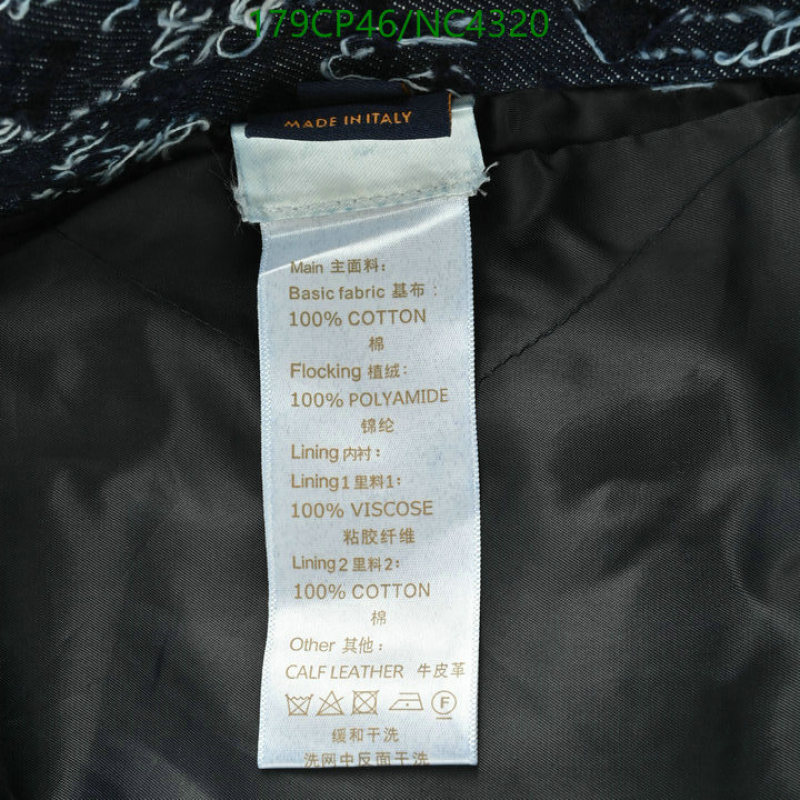 179CP46/NC4320
MADE IN ITALY
Main 主面料:
Basic fabric 基布:
100% COTTON
棉
Flocking 植绒:
100% POLYAMIDE
锦纶
Lining 内衬:
Lining1 里料1:
100% VISCOSE
粘胶纤维
Lining2 里料2:
100% COTTON
棉
Other 其他:
CALF LEATHER 牛皮革
F
缓和干洗
洗网中反面干洗